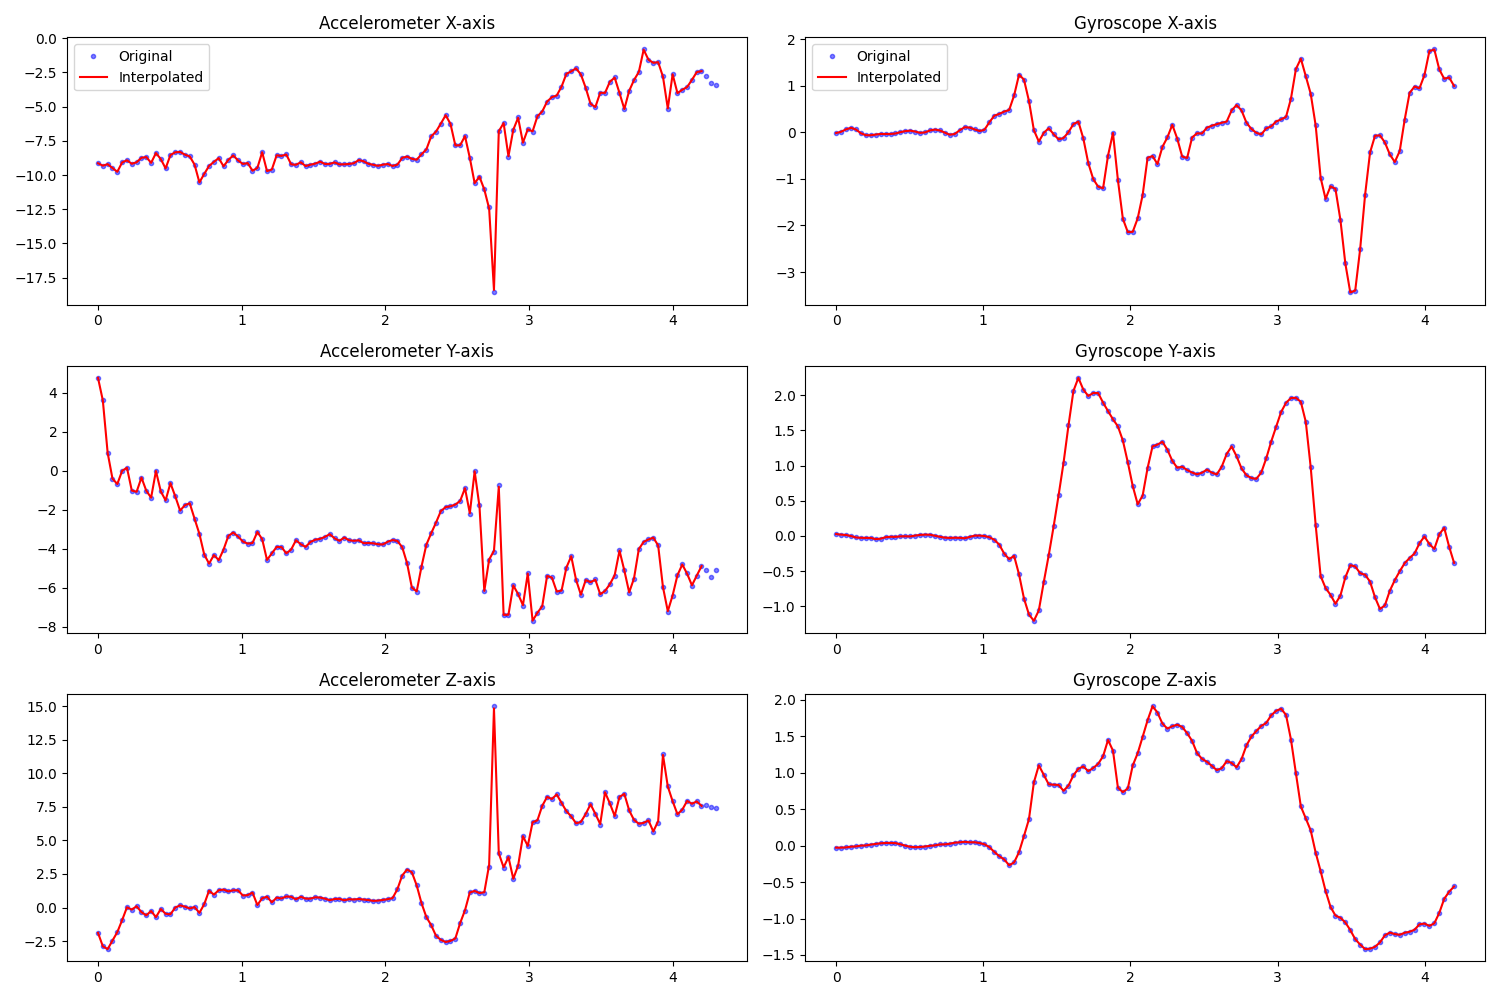 Accelerometer X-axis
0.0
−2.5
−5.0
−7.5
−10.0
−12.5
−15.0
−17.5
Original
Interpolated
0 1 2 3 4
Gyroscope X-axis
2
1
0
−1
−2
−3
Original
Interpolated
0 1 2 3 4
Accelerometer Y-axis
4
2
0
−2
−4
−6
−8
0 1 2 3 4
Gyroscope Y-axis
2.0
1.5
1.0
0.5
0.0
−0.5
−1.0
0 1 2 3 4
Accelerometer Z-axis
15.0
12.5
10.0
7.5
5.0
2.5
0.0
−2.5
0 1 2 3 4
Gyroscope Z-axis
2.0
1.5
1.0
0.5
0.0
−0.5
−1.0
−1.5
0 1 2 3 4